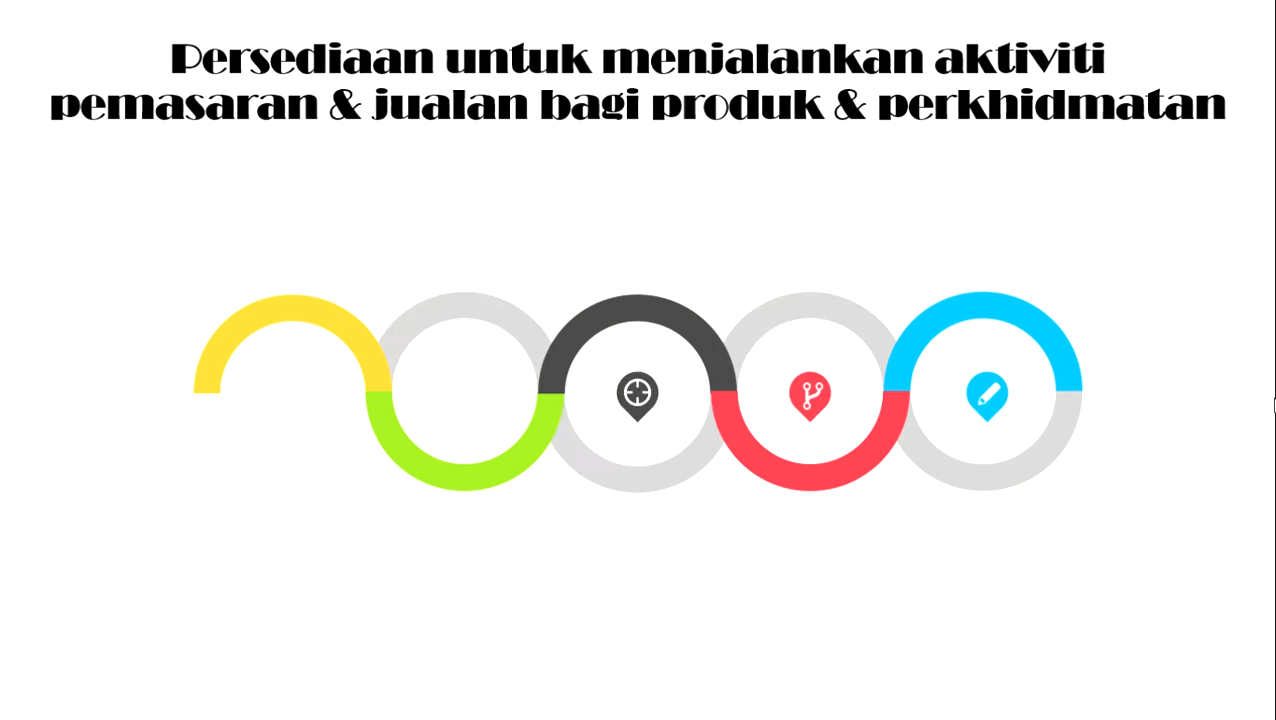 Persediaan untuk menjalankan aktiviti
pemasaran & jualan bagi produk & perkhidmatan